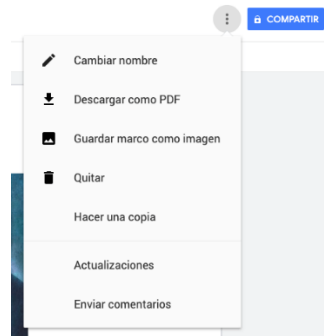 COMPARTIR
Cambiar nombre
Descargar como PDF
Guardar marco como imagen
Quitar
Hacer una copia
Actualizaciones
Enviar comentarios